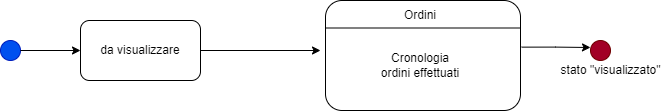 da visualizzare
Ordini
Cronologia
ordini effettuati
stato "visualizzato"